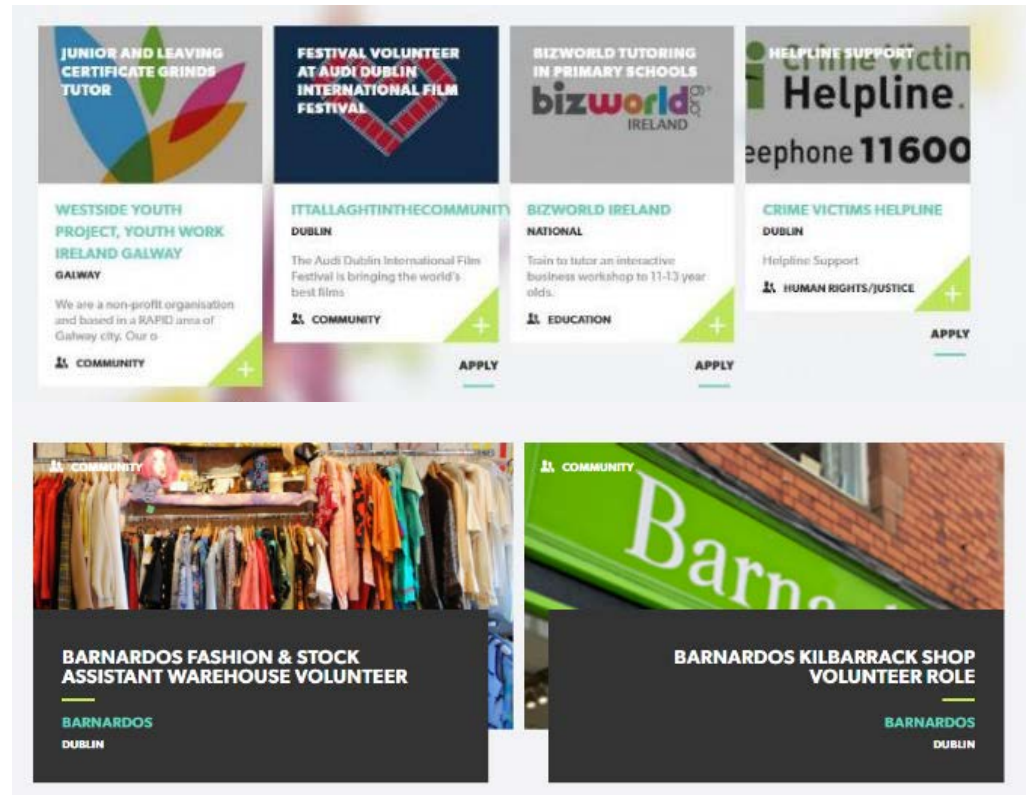 JUNIOR AND LEAVING
CERTIFICATE GRINDS
TUTOR
WESTSIDE YOUTH
PROJECT, YOUTH WORK
IRELAND GALWAY
GALWAY
We are a non-profit organisation
and based in a RAPID area of
Galway city. Our o
COMMUNITY
FESTIVAL VOLUNTEER
AT AUDI DUBLIN
INTERNATIONAL FILM
FESTIVAL
ITTALLAGHTINTHECOMMUNITY
DUBLIN
The Audi Dublin International Film
Festival is bringing the world's
best films
COMMUNITY
APPLY
BIZWORLD TUTORING
IN PRIMARY SCHOOLS
bizworld.org
IRELAND
BIZWORLD IRELAND
NATIONAL
Train to tutor an interactive
business workshop to 11-13 year
olds.
EDUCATION
APPLY
HELPLINE SUPPORT
Crime Victin
Helpline.
eephone 11600
CRIME VICTIMS HELPLINE
DUBLIN
Helpline Support
HUMAN RIGHTS/JUSTICE
APPLY
COMMUNITY
BARNARDOS FASHION & STOCK
ASSISTANT WAREHOUSE VOLUNTEER
BARNARDOS
DUBLIN
COMMUNITY
Barna
BARNARDOS KILBARRACK SHOP
VOLUNTEER ROLE
BARNARDOS
DUBLIN